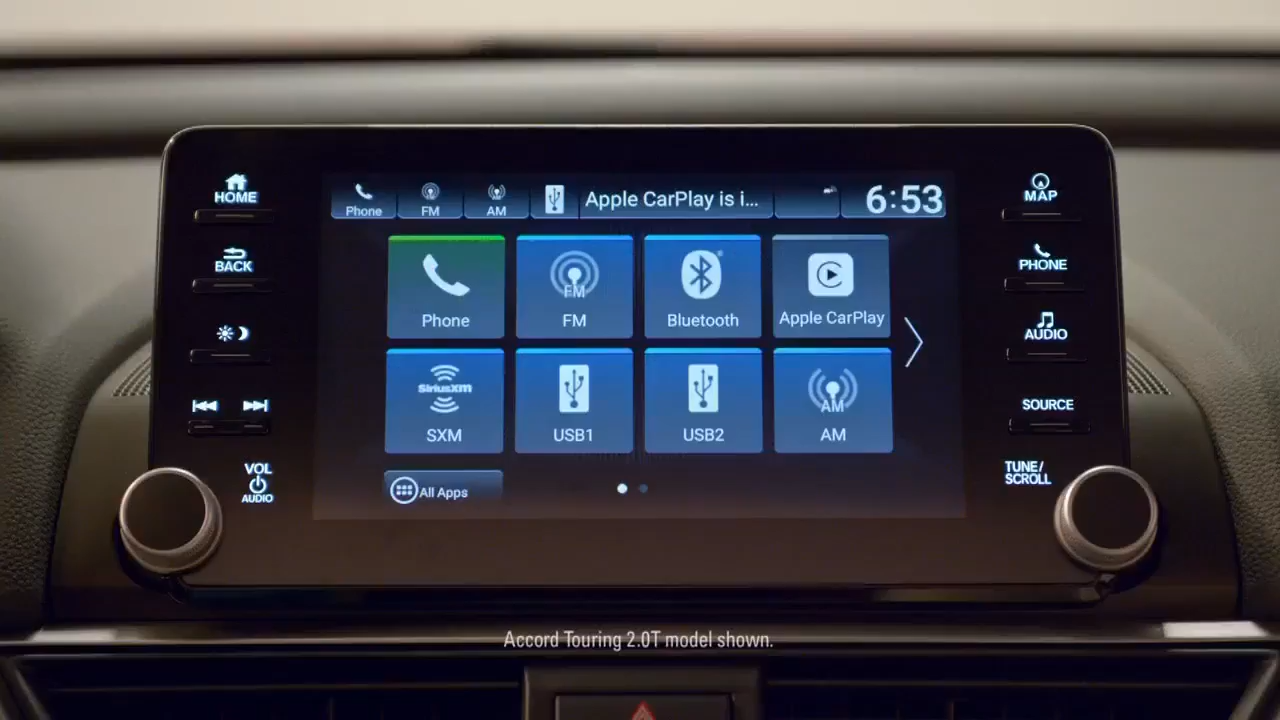 HOME
BACK
VOL
AUDIO
Phone
FM
AM
Apple CarPlay is i...
6:53
Phone
FM
FM
Bluetooth
Apple CarPlay
SiriusXM
SXM
USB1
USB2
AM
AM
All Apps
MAP
PHONE
AUDIO
SOURCE
TUNE/
SCROLL
Accord Touring 2.0T model shown.